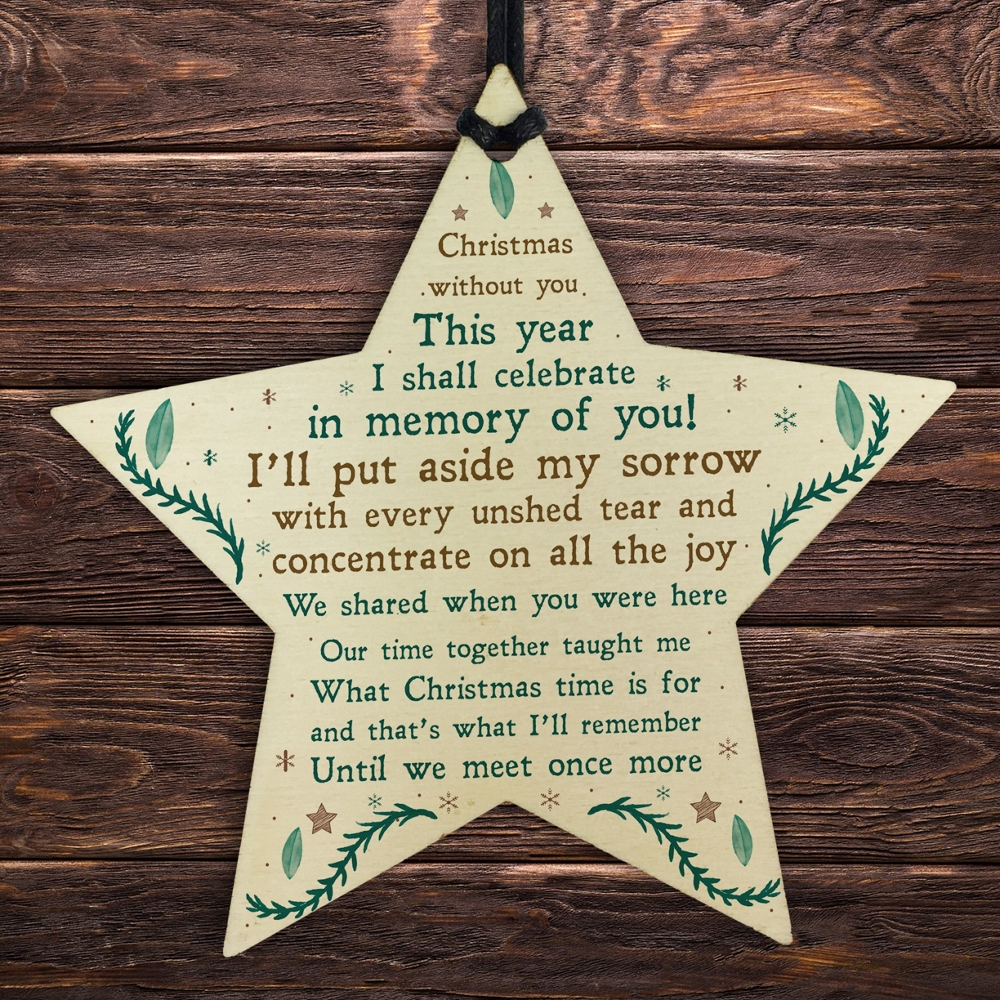 Christmas
without you
This year
I shall celebrate
in memory of you!
I'll put aside my sorrow
with every unshed tear and
concentrate on all the joy
We shared when you were here
Our time together taught me
What Christmas time is for
and that's what I'll remember
Until we meet once more